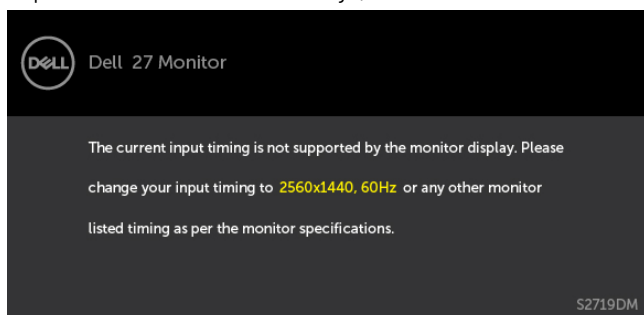 DELL
Dell 27 Monitor
The current input timing is not supported by the monitor display. Please
change your input timing to 2560x1440, 60Hz or any other monitor
listed timing as per the monitor specifications.
S2719DM